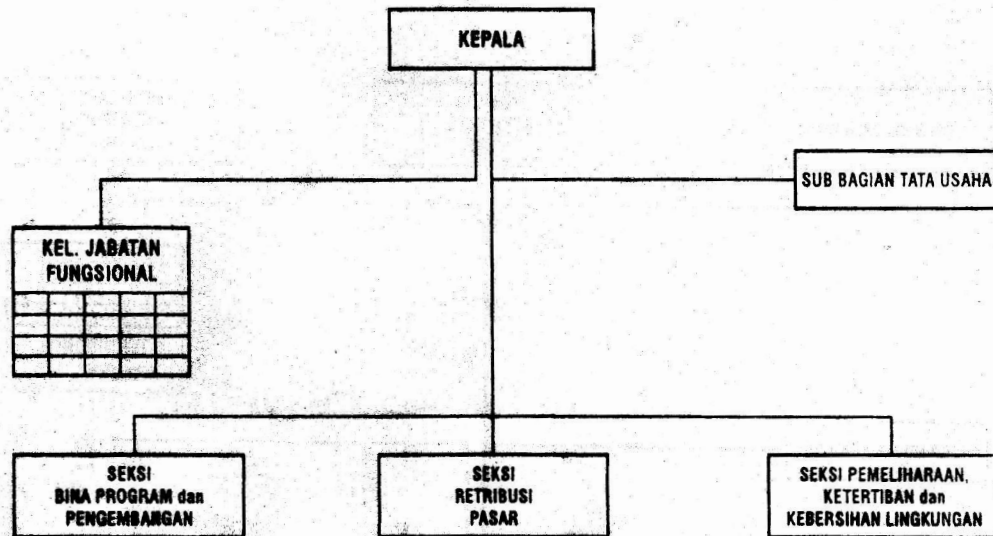 KEPALA
SUB BAGIAN TATA USAHA
KEL. JABATAN
FUNGSIONAL
SEKSI
BINA PROGRAM dan
PENGEMBANGAN
SEKSI
RETRIBUSI
PASAR
SEKSI PEMELIHARAAN,
KETERTIBAN dan
KEBERSIHAN LINGKUNGAN